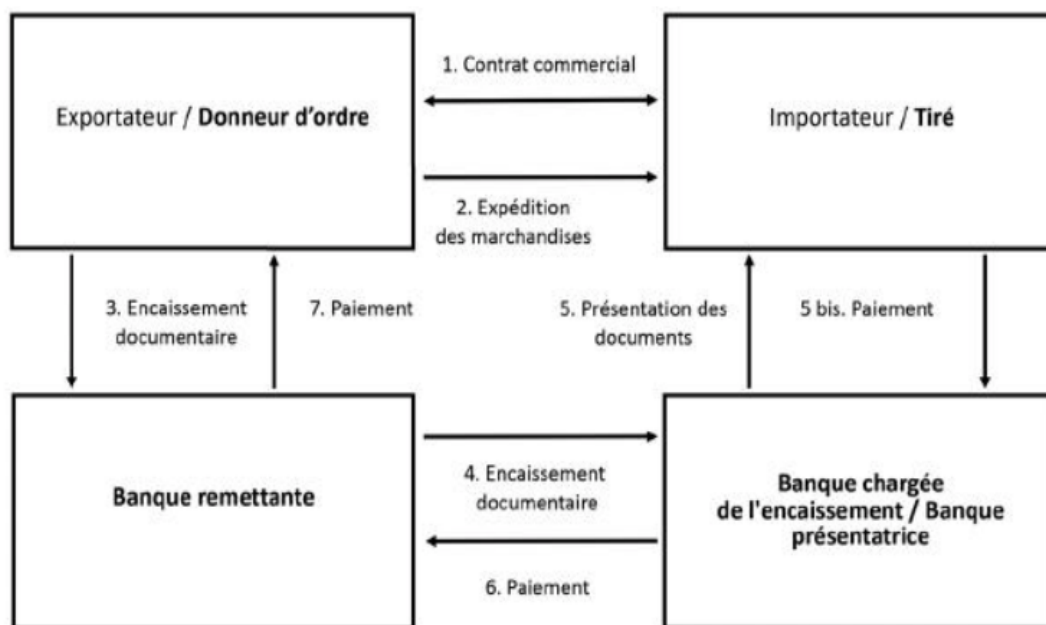 1. Contrat commercial
Exportateur / Donneur d'ordre
Importateur / Tiré
2. Expédition
des marchandises
3. Encaissement
documentaire
7. Paiement
5. Présentation des
documents
5 bis. Paiement
Banque remettante
4. Encaissement
documentaire
Banque chargée
de l'encaissement / Banque
présentatrice
6. Paiement